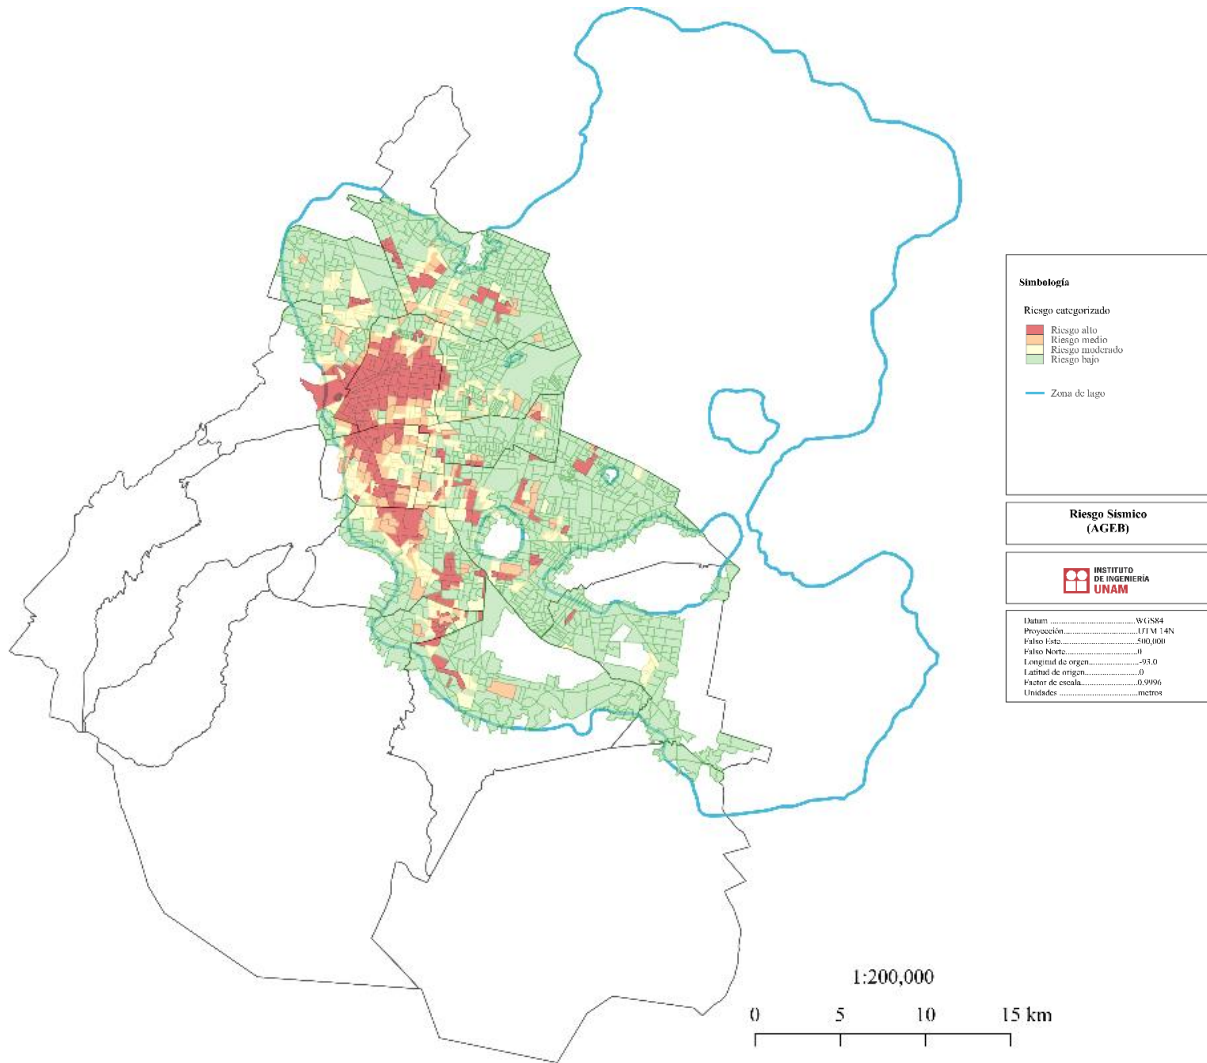 Simbología
Riesgo categorizado
Riesgo alto
Riesgo medio
Riesgo moderado
Riesgo bajo
Zona de lago
Riesgo Sísmico
(AGEB)
INSTITUTO
DE INGENIERÍA
UNAM
Datum ..............................WGS84
Proyección..............................UTM 14N
Falso Este..............................500,000
Falso Norte..............................0
Longitud de origen....................-93.0
Latitud de origen.........................0
Factor de escala.........................0.9996
Unidades ..............................metros
1:200,000
0 5 10 15 km